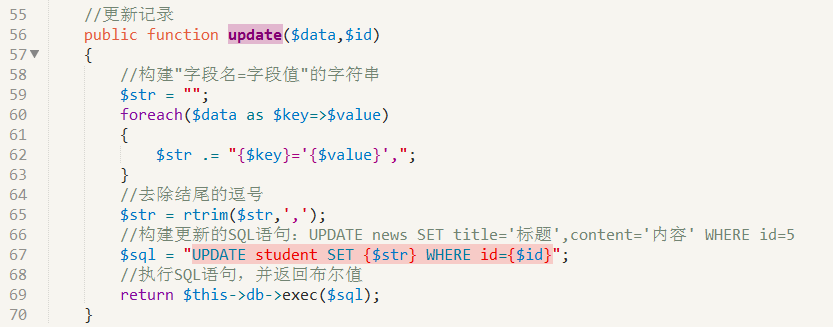 55 //更新记录
56 public function update($data,$id)
57 {
58 //构建"字段名=字段值"的字符串
59 $str = "";
60 foreach($data as $key=>$value)
61 {
62 $str .= "{$key}='{$value}',";
63 }
64 //去除结尾的逗号
65 $str = rtrim($str,',');
66 //构建更新的SQL语句：UPDATE news SET title='标题',content='内容' WHERE id=5
67 $sql = "UPDATE student SET {$str} WHERE id={$id}";
68 //执行SQL语句，并返回布尔值
69 return $this->db->exec($sql);
70 }